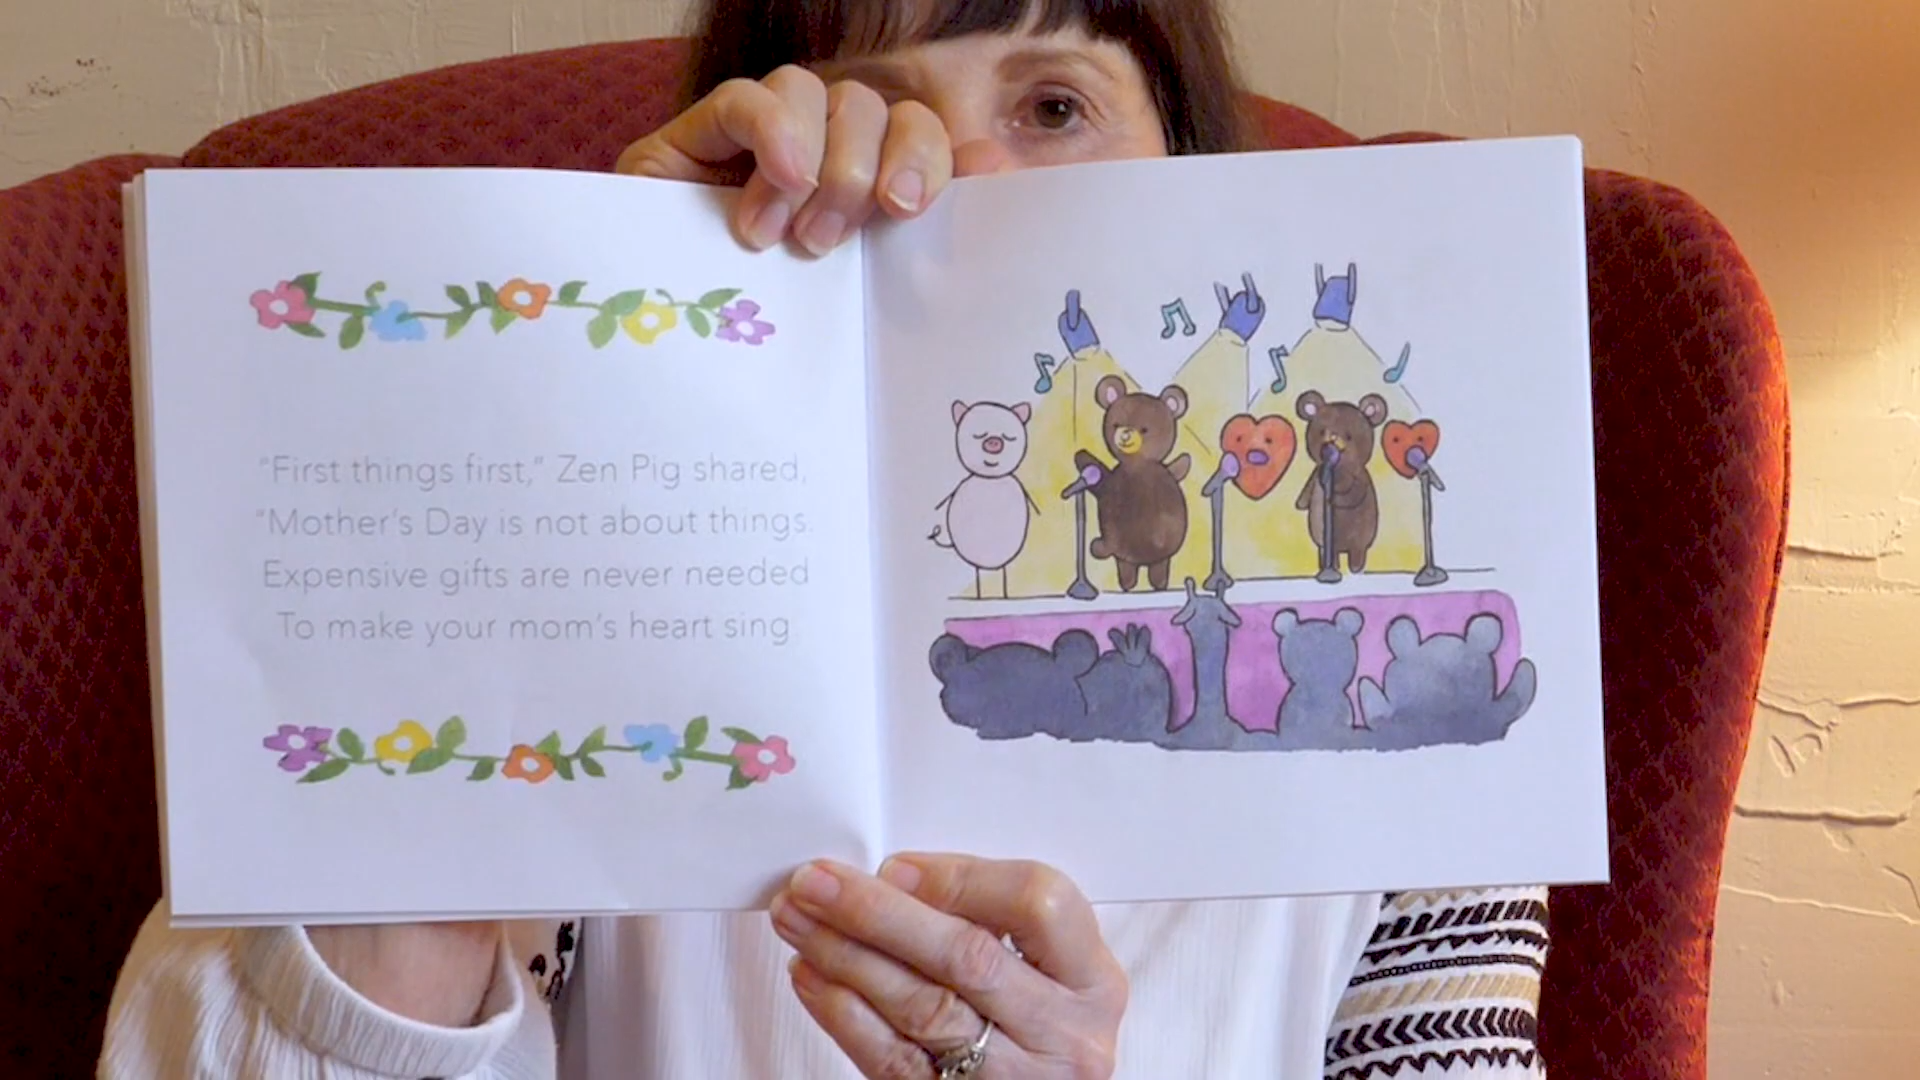 "First things first," Zen Pig shared,
"Mother's Day is not about things.
Expensive gifts are never needed
To make your mom's heart sing.